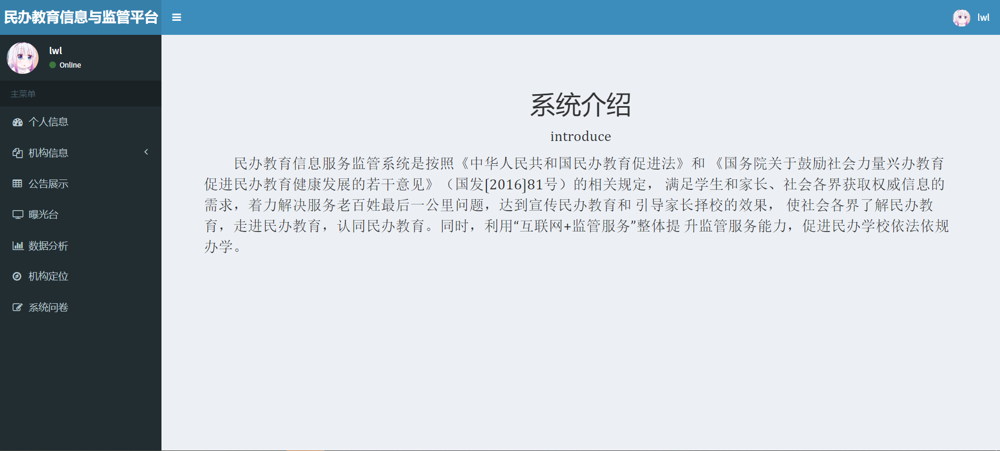 民办教育信息与监管平台
lwl
lwl
Online
主菜单
个人信息
机构信息
公告展示
曝光台
数据分析
机构定位
系统问卷
系统介绍
introduce
民办教育信息服务监管系统是按照《中华人民共和国民办教育促进法》和 《国务院关于鼓励社会力量兴办教育
促进民办教育健康发展的若干意见》（国发[2016]81号）的相关规定， 满足学生和家长、社会各界获取权威信息的
需求，着力解决服务老百姓最后一公里问题，达到宣传民办教育和 引导家长择校的效果， 使社会各界了解民办教
育，走进民办教育，认同民办教育。同时，利用“互联网+监管服务”整体提 升监管服务能力，促进民办学校依法依规
办学。